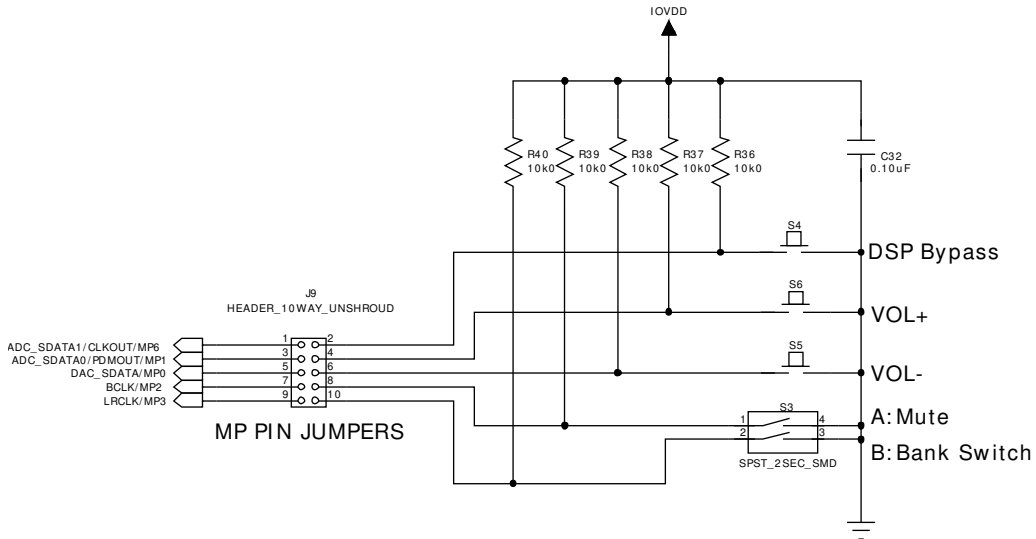 IOVDD
R40
10k0
R39
10k0
R38
10k0
R37
10k0
R36
10k0
C32
0.10uF
S4
DSP Bypass
S6
VOL+
S5
VOL-
J9
HEADER_10WAY_UNSHROUD
ADC_SDATA1/CLKOUT/MP6
1
2
ADC_SDATA0/PDMOUT/MP1
3
4
DAC_SDATA/MP0
5
6
BCLK/MP2
7
8
LRCLK/MP3
9
10
MP PIN JUMPERS
S3
1
4
2
3
SPST_2SEC_SMD
A: Mute
B: Bank Switch